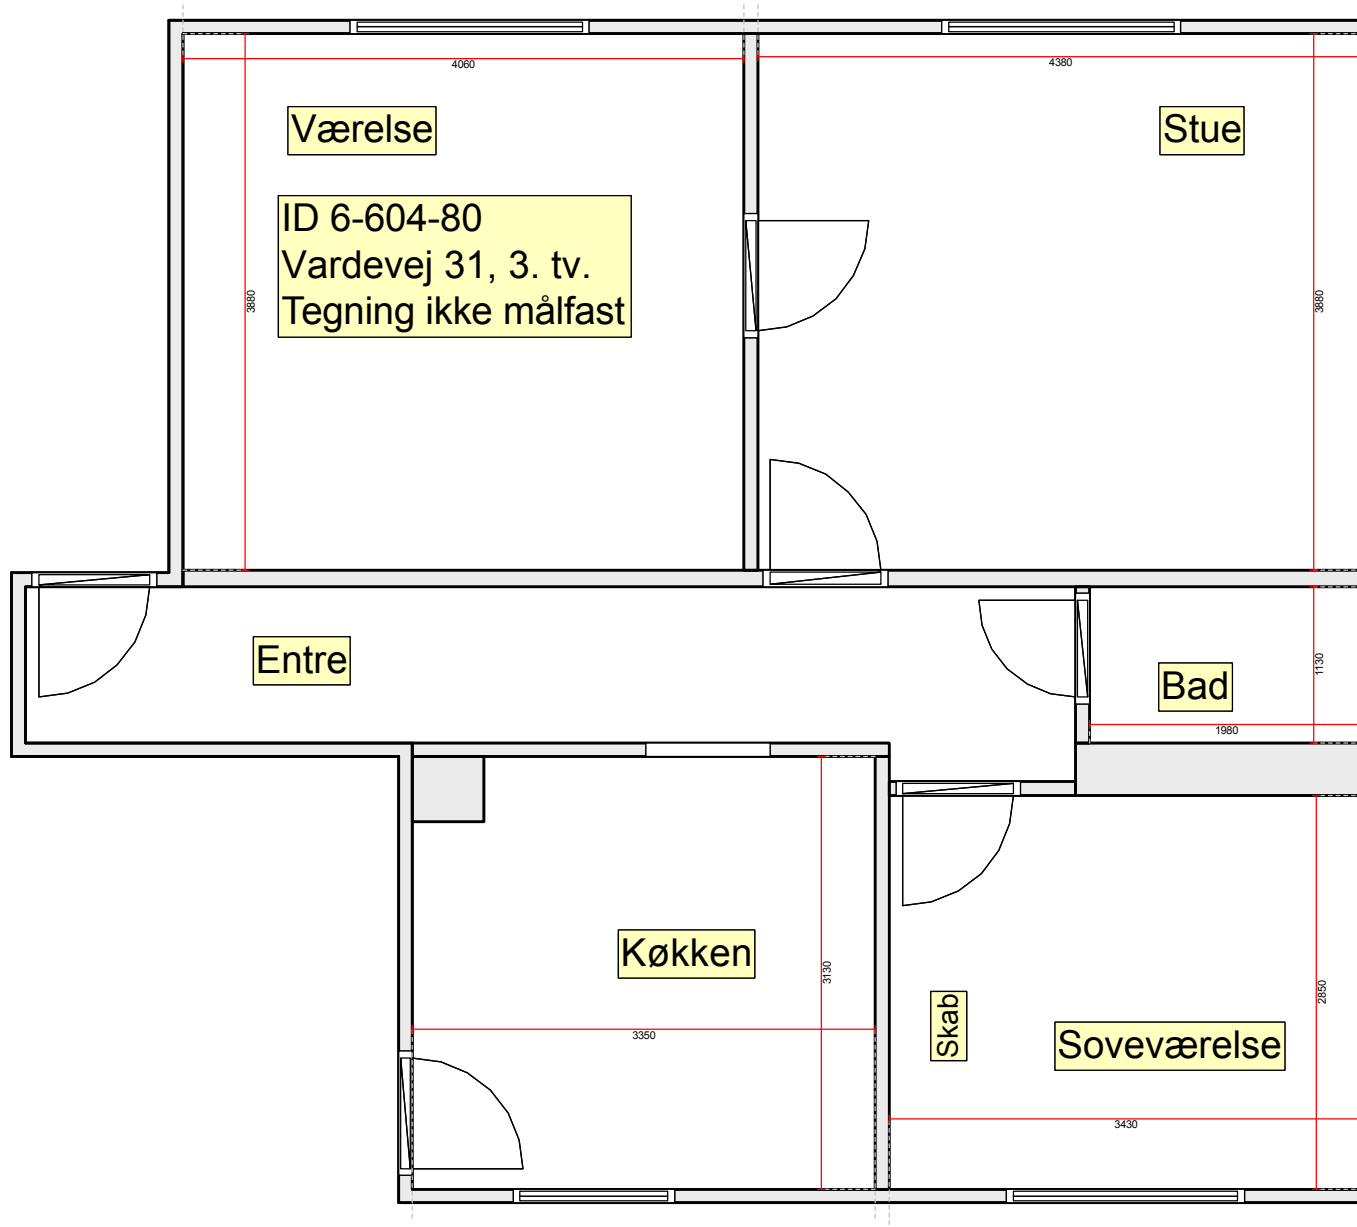 4060
4380
Værelse
Stue
ID 6-604-80
Vardevej 31, 3. tv.
Tegning ikke målfast
3880
3880
Entre
Bad
1130
1980
Køkken
3130
3350
Skab
Soveværelse
2850
3430